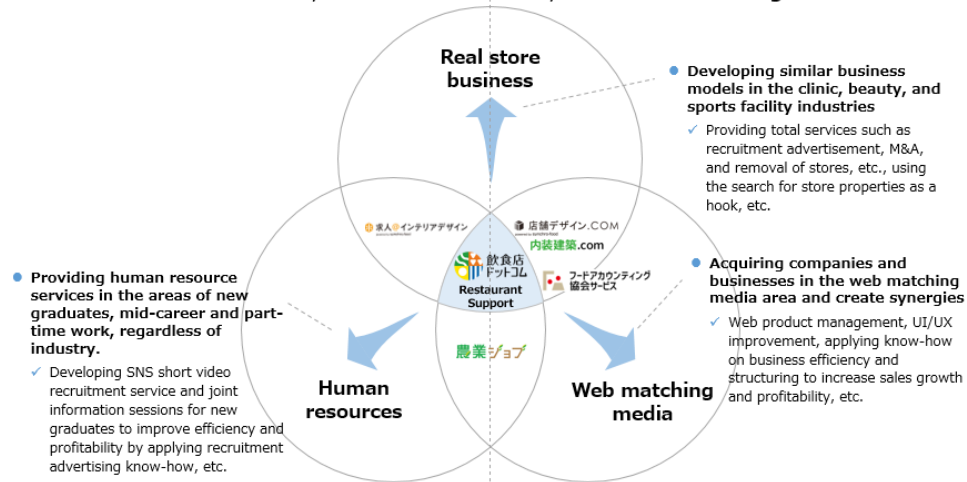 Real store
business
● Developing similar business
models in the clinic, beauty, and
sports facility industries
✓ Providing total services such as
recruitment advertisement, M&A,
and removal of stores, etc., using
the search for store properties as a
hook, etc.
求人@インテリアデザイン
店舗デザイン.COM
内装建築.com
飲食店
ドットコム
Restaurant
Support
フードアカウンティング
協会サービス
農業ジョブ
● Providing human resource
services in the areas of new
graduates, mid-career and part-
time work, regardless of
industry.
✓ Developing SNS short video
recruitment service and joint
information sessions for new
graduates to improve efficiency and
profitability by applying recruitment
advertising know-how, etc.
Human
resources
Web matching
media
● Acquiring companies and
businesses in the web matching
media area and create synergies
✓ Web product management, UI/UX
improvement, applying know-how
on business efficiency and
structuring to increase sales growth
and profitability, etc.